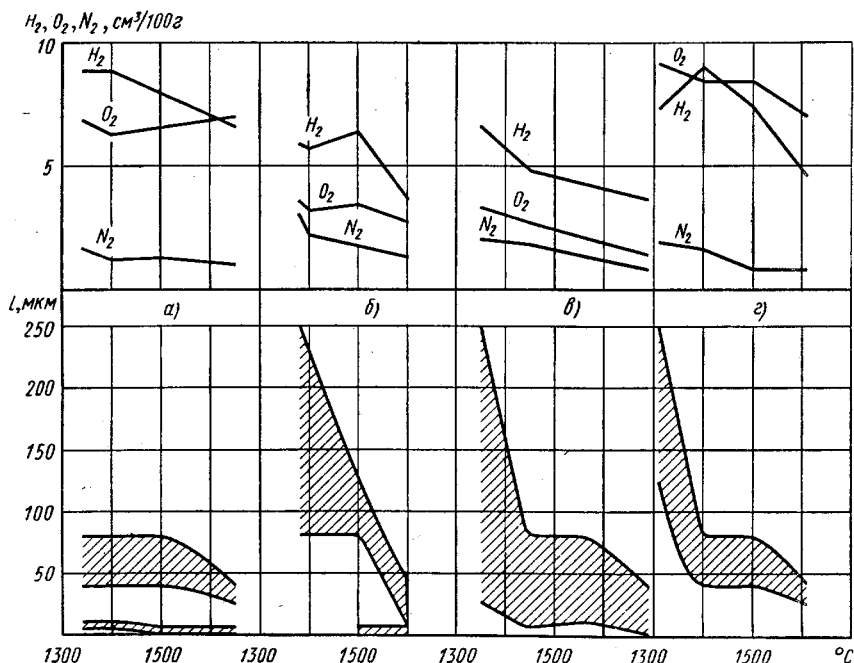 H₂, O₂, N₂, см³/100г
10
H₂
O₂
N₂
H₂
O₂
N₂
H₂
O₂
N₂
O₂
H₂
N₂
5
l, мкм
а)
б)
в)
г)
250
200
150
100
50
1300 1500 1300 1500 1300 1500 1300 1500 °C